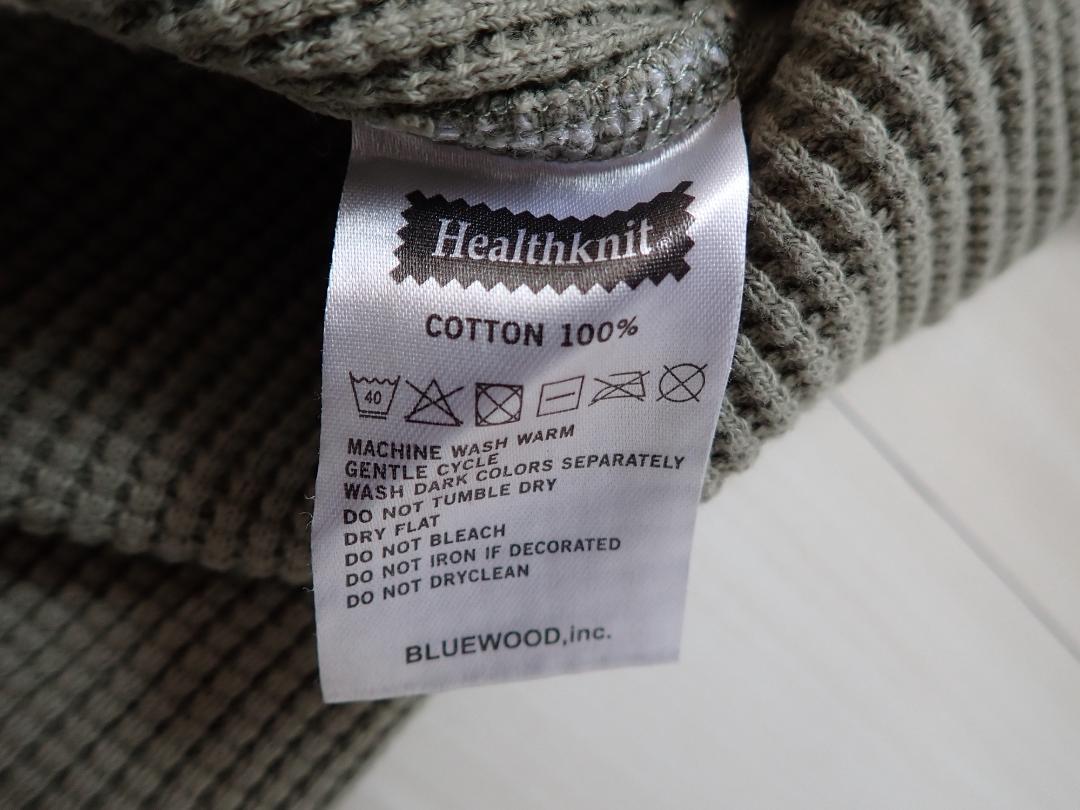 Healthknit
COTTON 100%
40
MACHINE WASH WARM
GENTLE CYCLE
WASH DARK COLORS SEPARATELY
DO NOT TUMBLE DRY
DRY FLAT
DO NOT BLEACH
DO NOT IRON IF DECORATED
DO NOT DRYCLEAN
BLUEWOOD,inc.